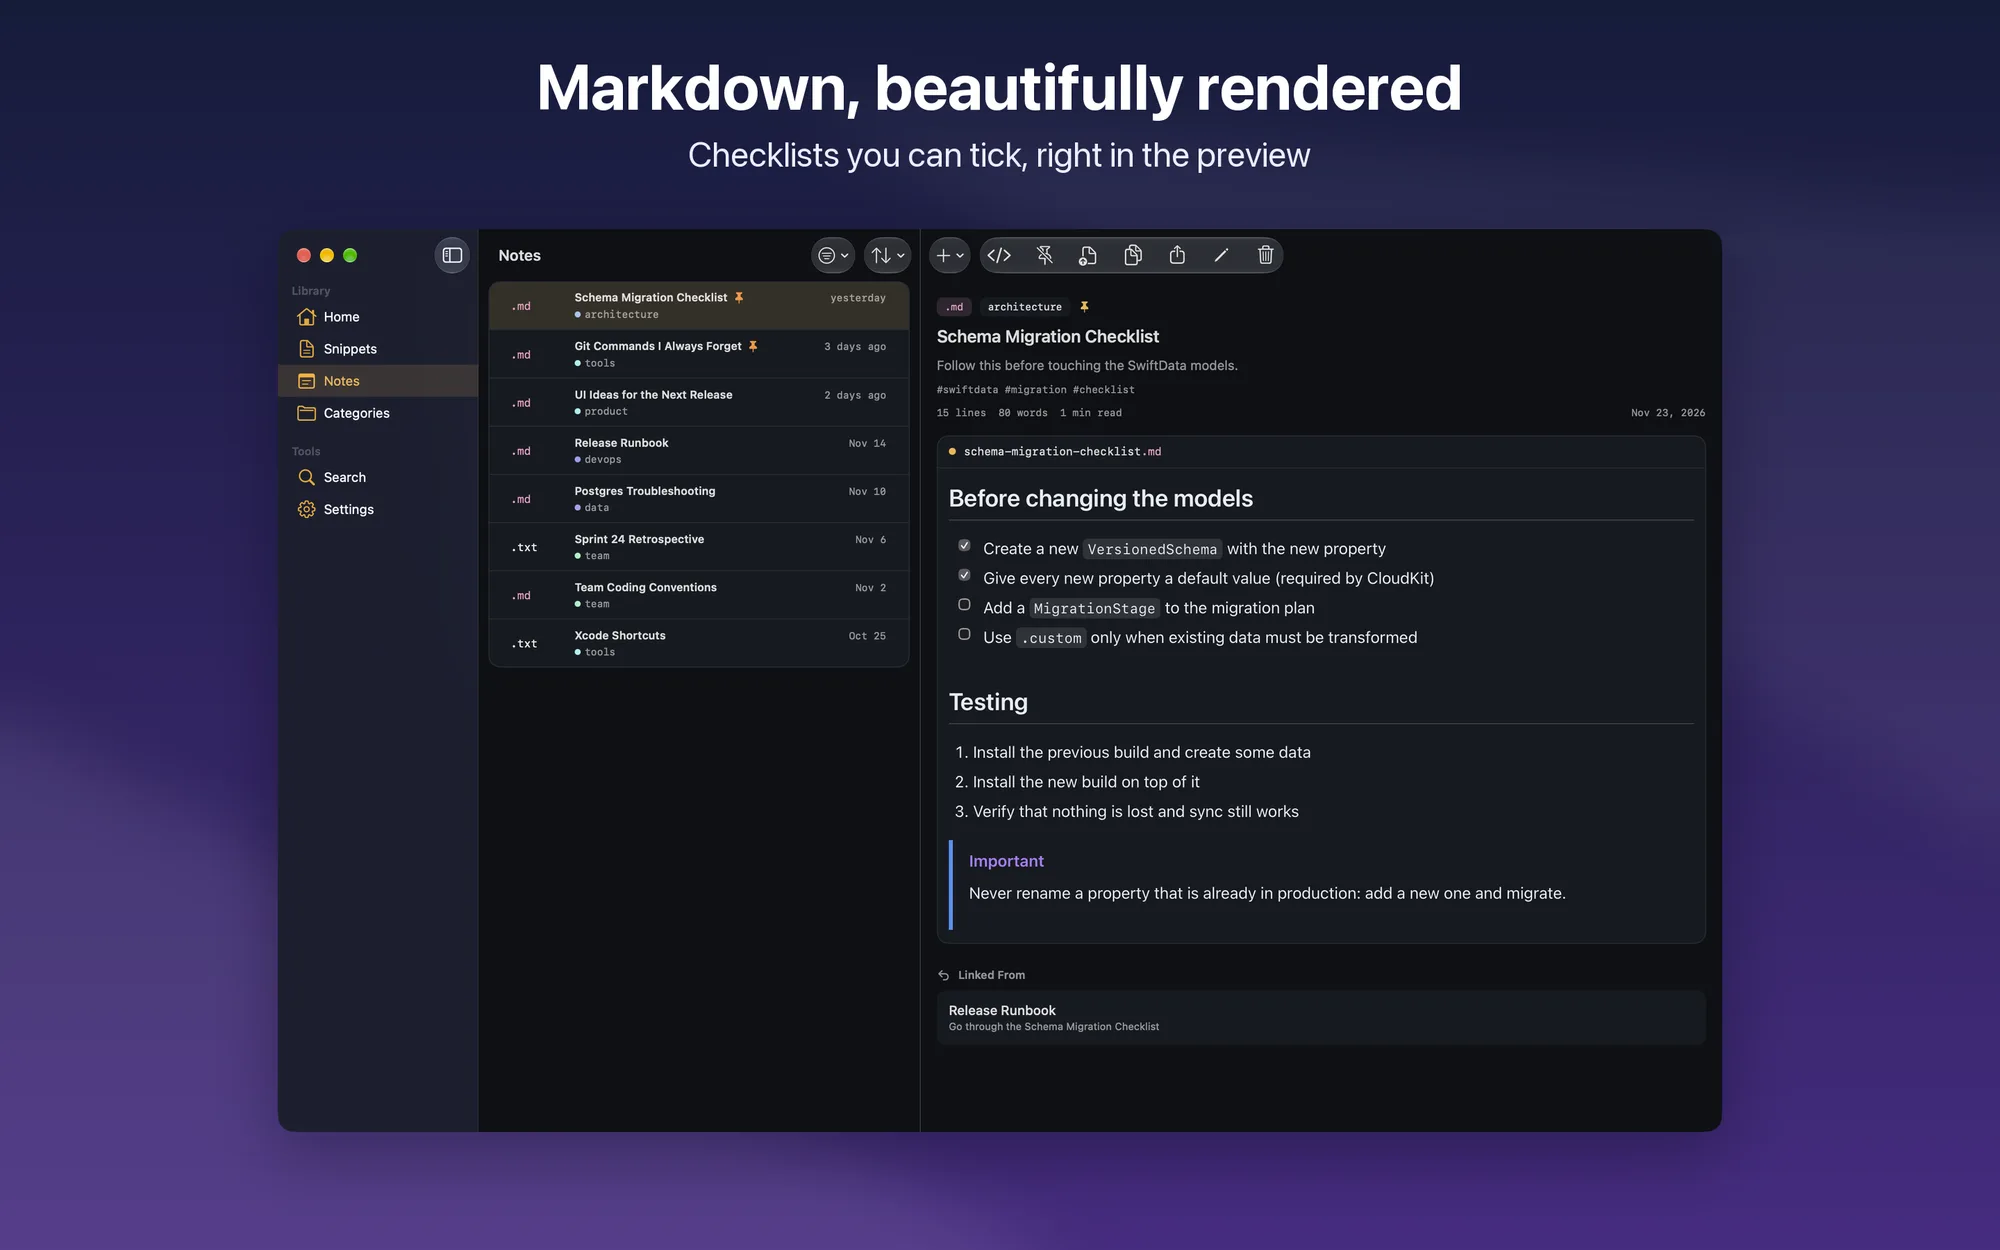 Markdown, beautifully rendered
Checklists you can tick, right in the preview
Library
Home
Snippets
Notes
Categories
Tools
Search
Settings
Notes
.md
Schema Migration Checklist
yesterday
architecture
.md
Git Commands I Always Forget
3 days ago
tools
.md
UI Ideas for the Next Release
2 days ago
product
.md
Release Runbook
Nov 14
devops
.md
Postgres Troubleshooting
Nov 10
data
.txt
Sprint 24 Retrospective
Nov 6
team
.md
Team Coding Conventions
Nov 2
team
.txt
Xcode Shortcuts
Oct 25
tools
.md architecture
Schema Migration Checklist
Follow this before touching the SwiftData models.
#swiftdata #migration #checklist
15 lines 80 words 1 min read
Nov 23, 2026
schema-migration-checklist.md
Before changing the models
Create a new VersionedSchema with the new property
Give every new property a default value (required by CloudKit)
Add a MigrationStage to the migration plan
Use .custom only when existing data must be transformed
Testing
1. Install the previous build and create some data
2. Install the new build on top of it
3. Verify that nothing is lost and sync still works
Important
Never rename a property that is already in production: add a new one and migrate.
Linked From
Release Runbook
Go through the Schema Migration Checklist